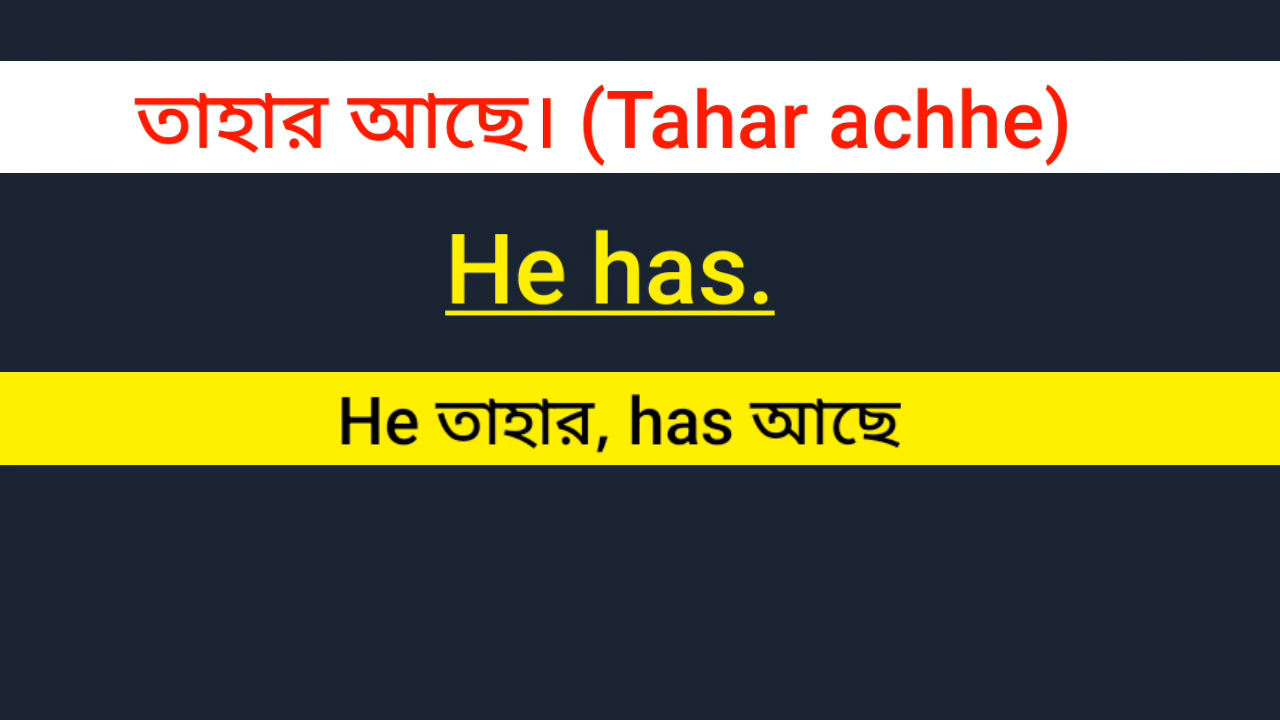 তাহার আছে। (Tahar achhe)
He has.
He তাহার, has আছে